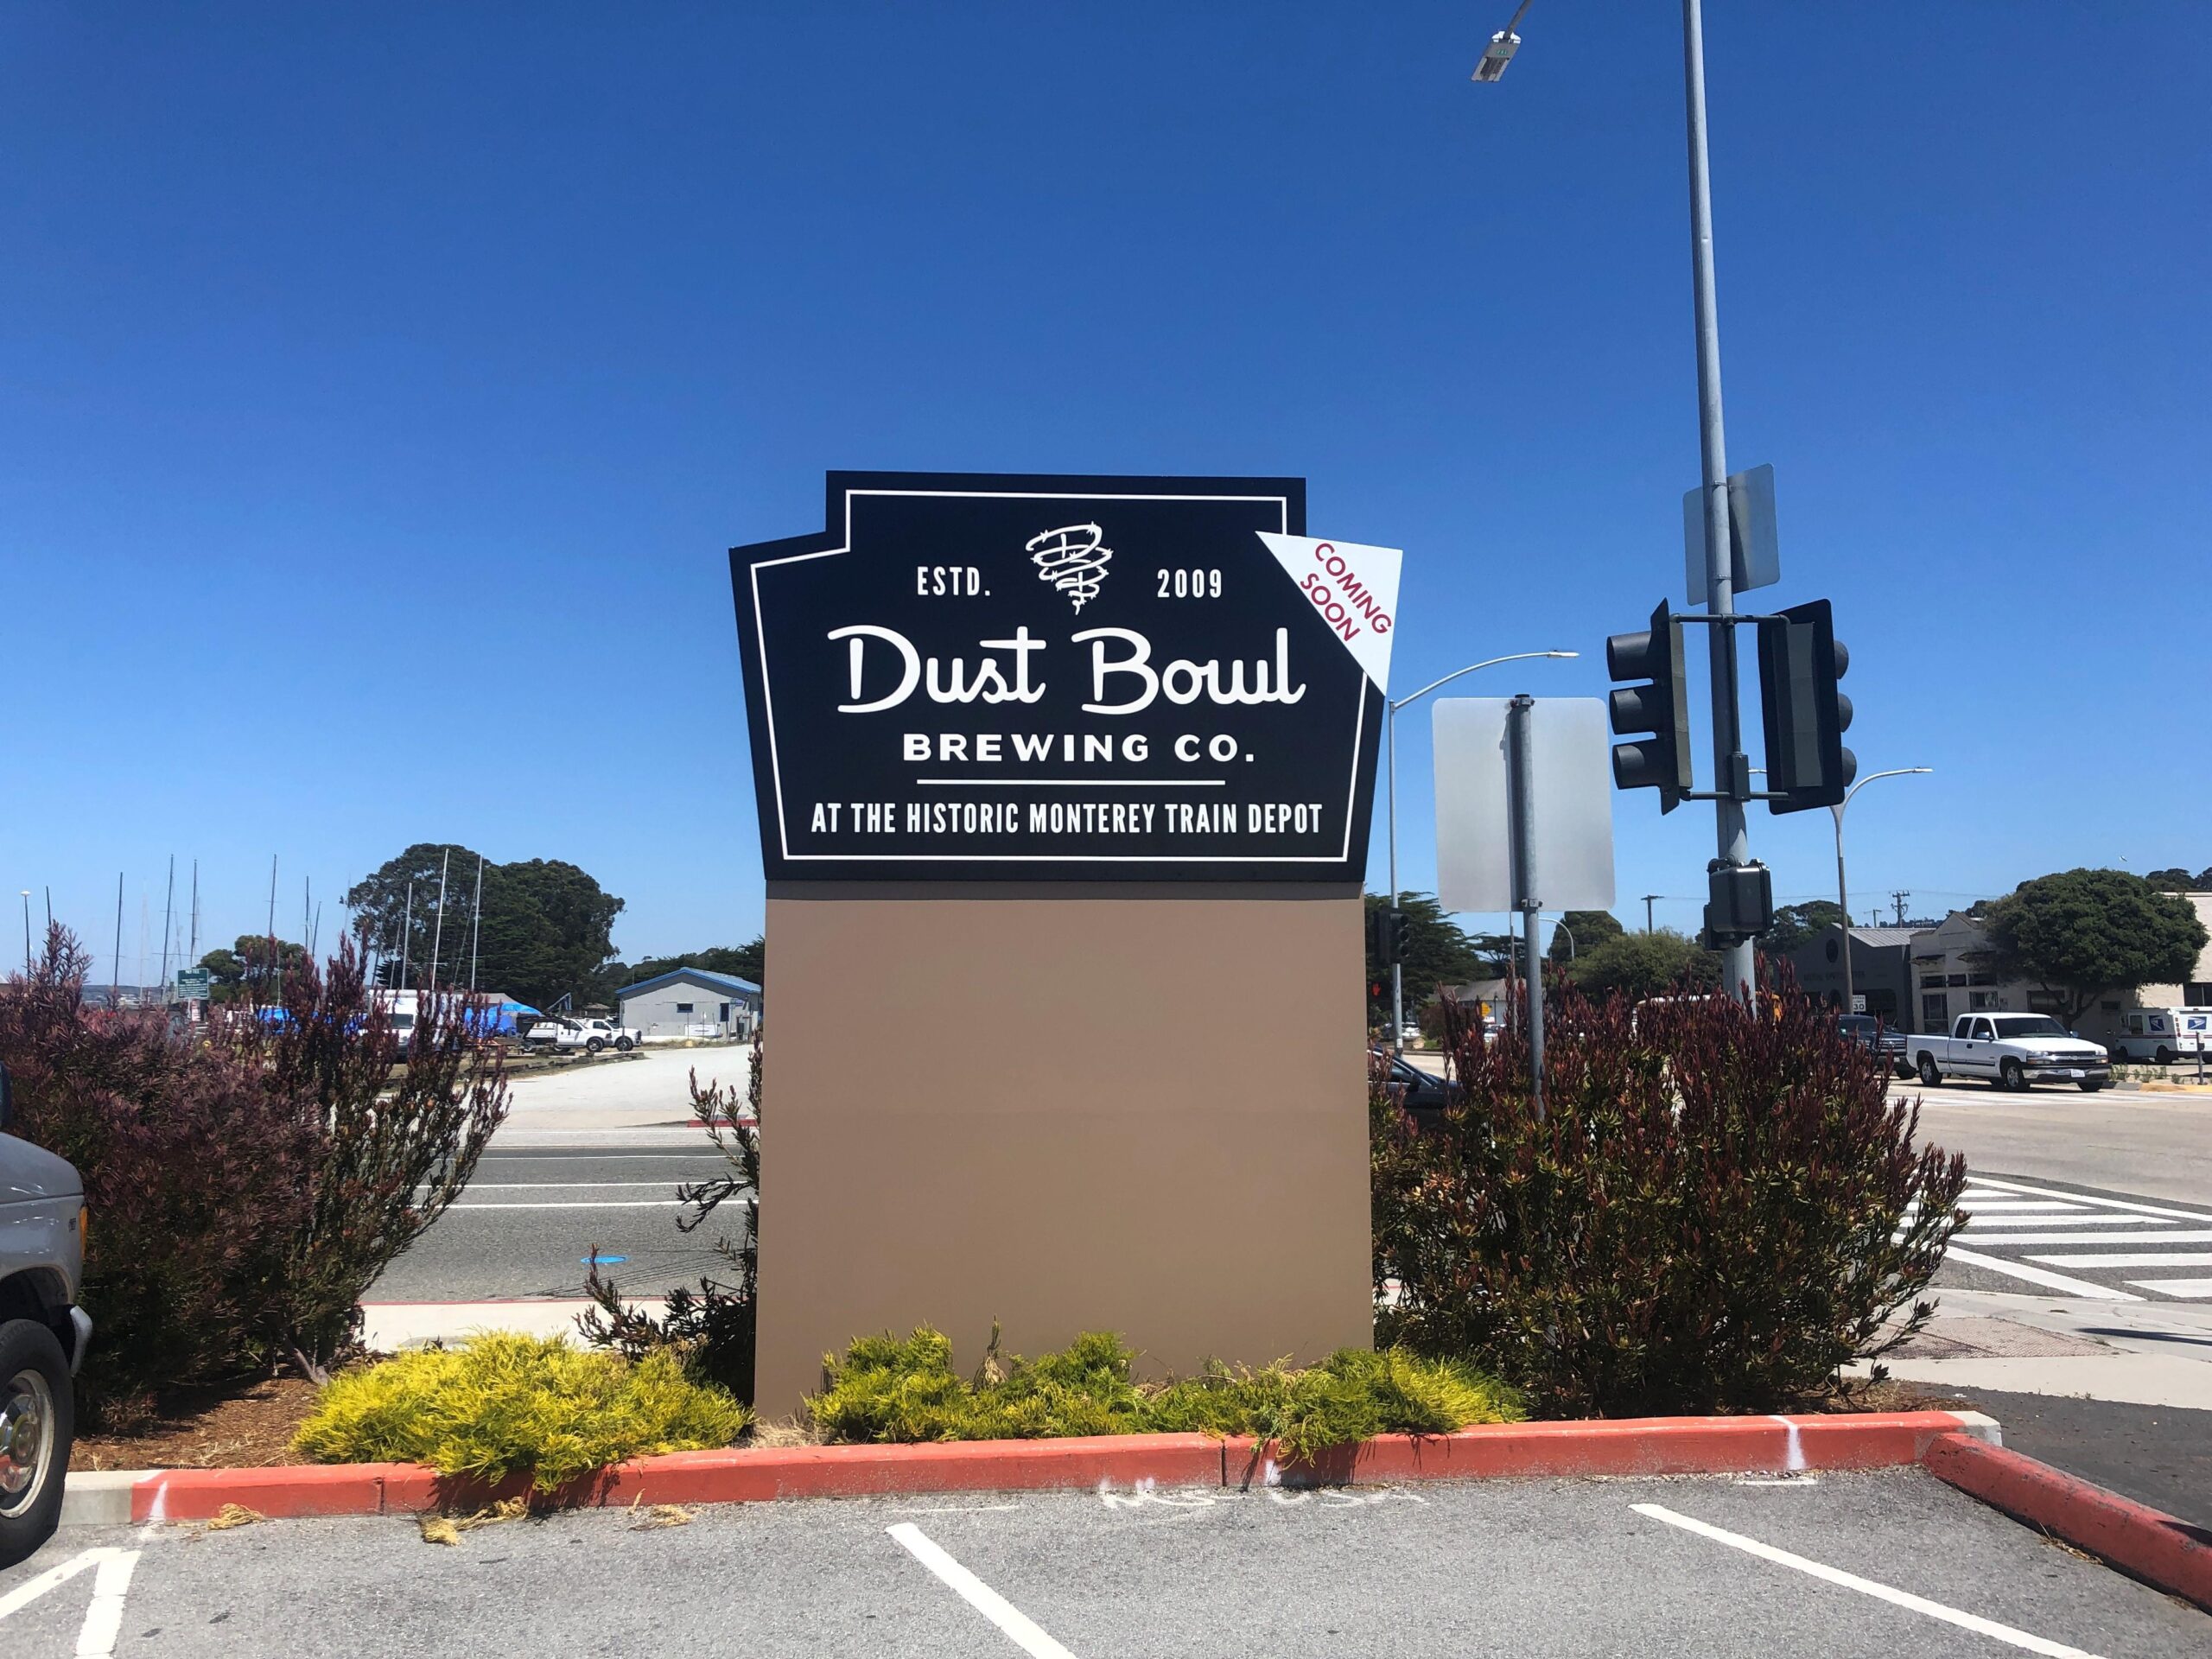 ESTD. 2009
COMING
SOON
Dust Bowl
BREWING CO.
AT THE HISTORIC MONTEREY TRAIN DEPOT